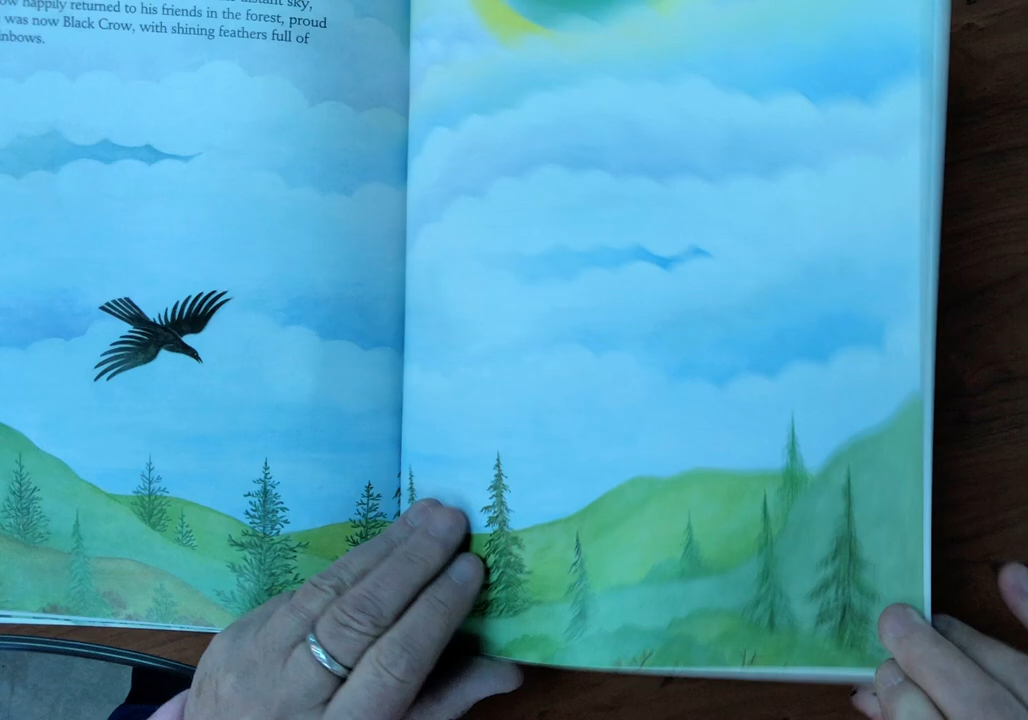 ow happily returned to his friends in the forest, proud
was now Black Crow, with shining feathers full of
nbows.